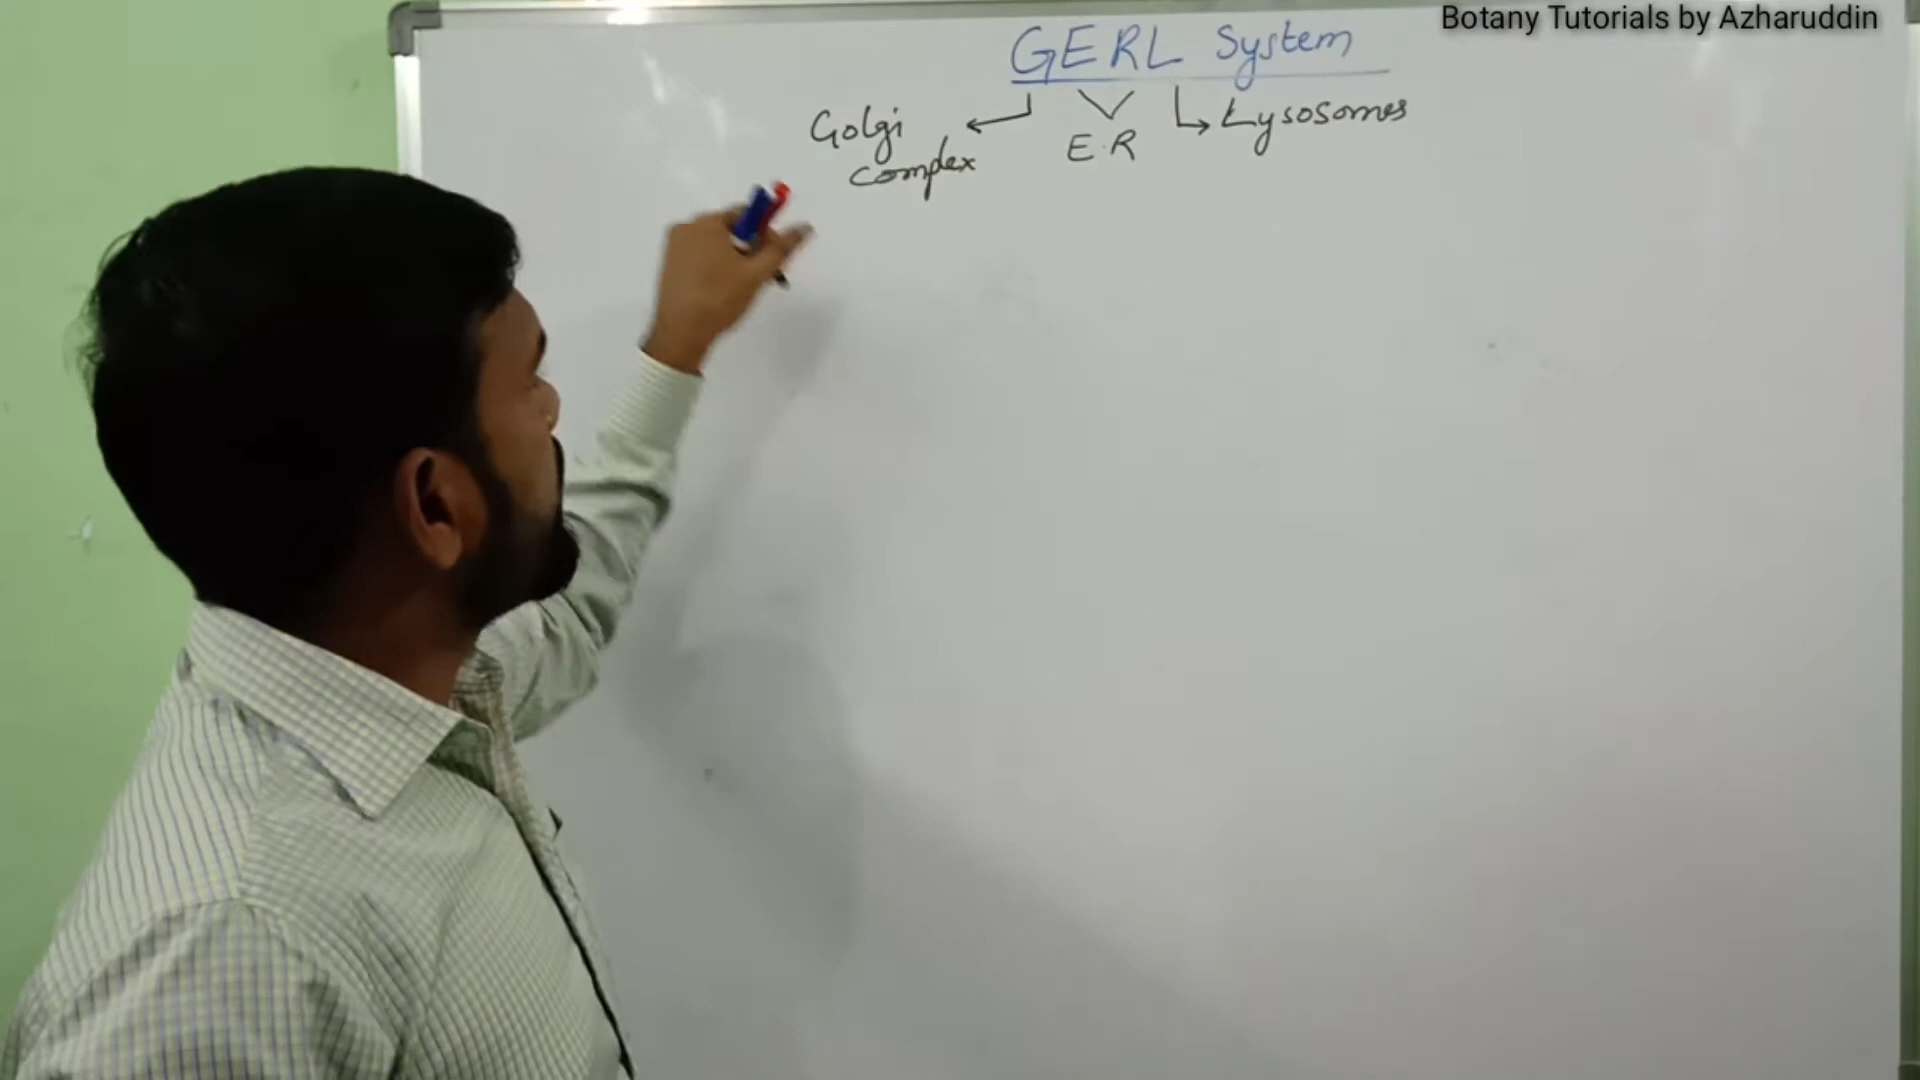 Botany Tutorials by Azharuddin
GERL System
Golgi
Complex
E.R
Lysosomes